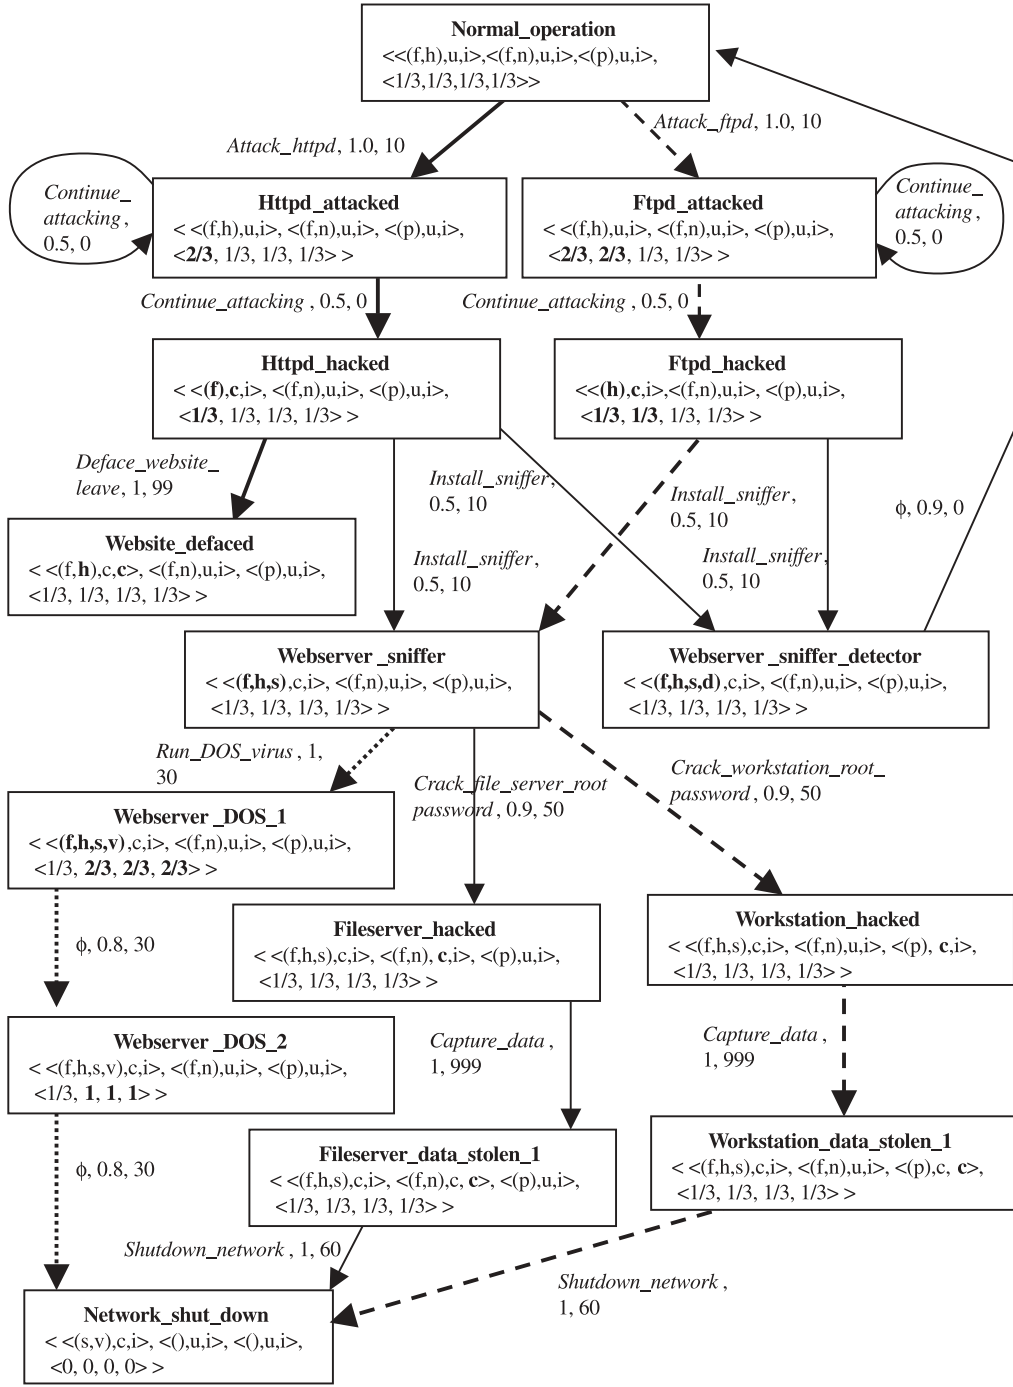 Normal_operation
<<(f,h),u,i>,<(f,n),u,i>,<(p),u,i>,
<1/3,1/3,1/3,1/3>>
Attack_httpd, 1.0, 10
Attack_ftpd, 1.0, 10
Continue_
attacking,
0.5, 0
Httpd_attacked
< <(f,h),u,i>, <(f,n),u,i>, <(p),u,i>,
<2/3, 1/3, 1/3, 1/3> >
Ftpd_attacked
< <(f,h),u,i>, <(f,n),u,i>, <(p),u,i>,
<2/3, 2/3, 1/3, 1/3> >
Continue_
attacking,
0.5, 0
Continue_attacking , 0.5, 0
Continue_attacking , 0.5, 0
Httpd_hacked
< <(f),c,i>, <(f,n),u,i>, <(p),u,i>,
<1/3, 1/3, 1/3, 1/3> >
Ftpd_hacked
<<(h),c,i>,<(f,n),u,i>, <(p),u,i>,
<1/3, 1/3, 1/3, 1/3> >
Deface_website_
leave, 1, 99
Install_sniffer,
0.5, 10
Install_sniffer,
0.5, 10
ϕ, 0.9, 0
Website_defaced
< <(f,h),c,c>, <(f,n),u,i>, <(p),u,i>,
<1/3, 1/3, 1/3, 1/3> >
Install_sniffer,
0.5, 10
Install_sniffer,
0.5, 10
Webserver_sniffer
< <(f,h,s),c,i>, <(f,n),u,i>, <(p),u,i>,
<1/3, 1/3, 1/3, 1/3> >
Webserver_sniffer_detector
< <(f,h,s,d),c,i>, <(f,n),u,i>, <(p),u,i>,
<1/3, 1/3, 1/3, 1/3> >
Run_DOS_virus , 1,
30
Crack_file_server_root
password, 0.9, 50
Crack_workstation_root_
password, 0.9, 50
Webserver_DOS_1
< <(f,h,s,v),c,i>, <(f,n),u,i>, <(p),u,i>,
<1/3, 2/3, 2/3, 2/3> >
Fileserver_hacked
< <(f,h,s),c,i>, <(f,n), c,i>, <(p),u,i>,
<1/3, 1/3, 1/3, 1/3> >
Workstation_hacked
< <(f,h,s),c,i>, <(f,n),u,i>, <(p), c,i>,
<1/3, 1/3, 1/3, 1/3> >
ϕ, 0.8, 30
Webserver_DOS_2
< <(f,h,s,v),c,i>, <(f,n),u,i>, <(p),u,i>,
<1/3, 1, 1, 1> >
Capture_data ,
1, 999
Capture_data ,
1, 999
ϕ, 0.8, 30
Fileserver_data_stolen_1
< <(f,h,s),c,i>, <(f,n),c, c>, <(p),u,i>,
<1/3, 1/3, 1/3, 1/3> >
Workstation_data_stolen_1
< <(f,h,s),c,i>, <(f,n),u,i>, <(p),c, c>,
<1/3, 1/3, 1/3, 1/3> >
Shutdown_network , 1, 60
Shutdown_network ,
1, 60
Network_shut_down
< <(s,v),c,i>, <(),u,i>, <(),u,i>,
<0, 0, 0, 0> >